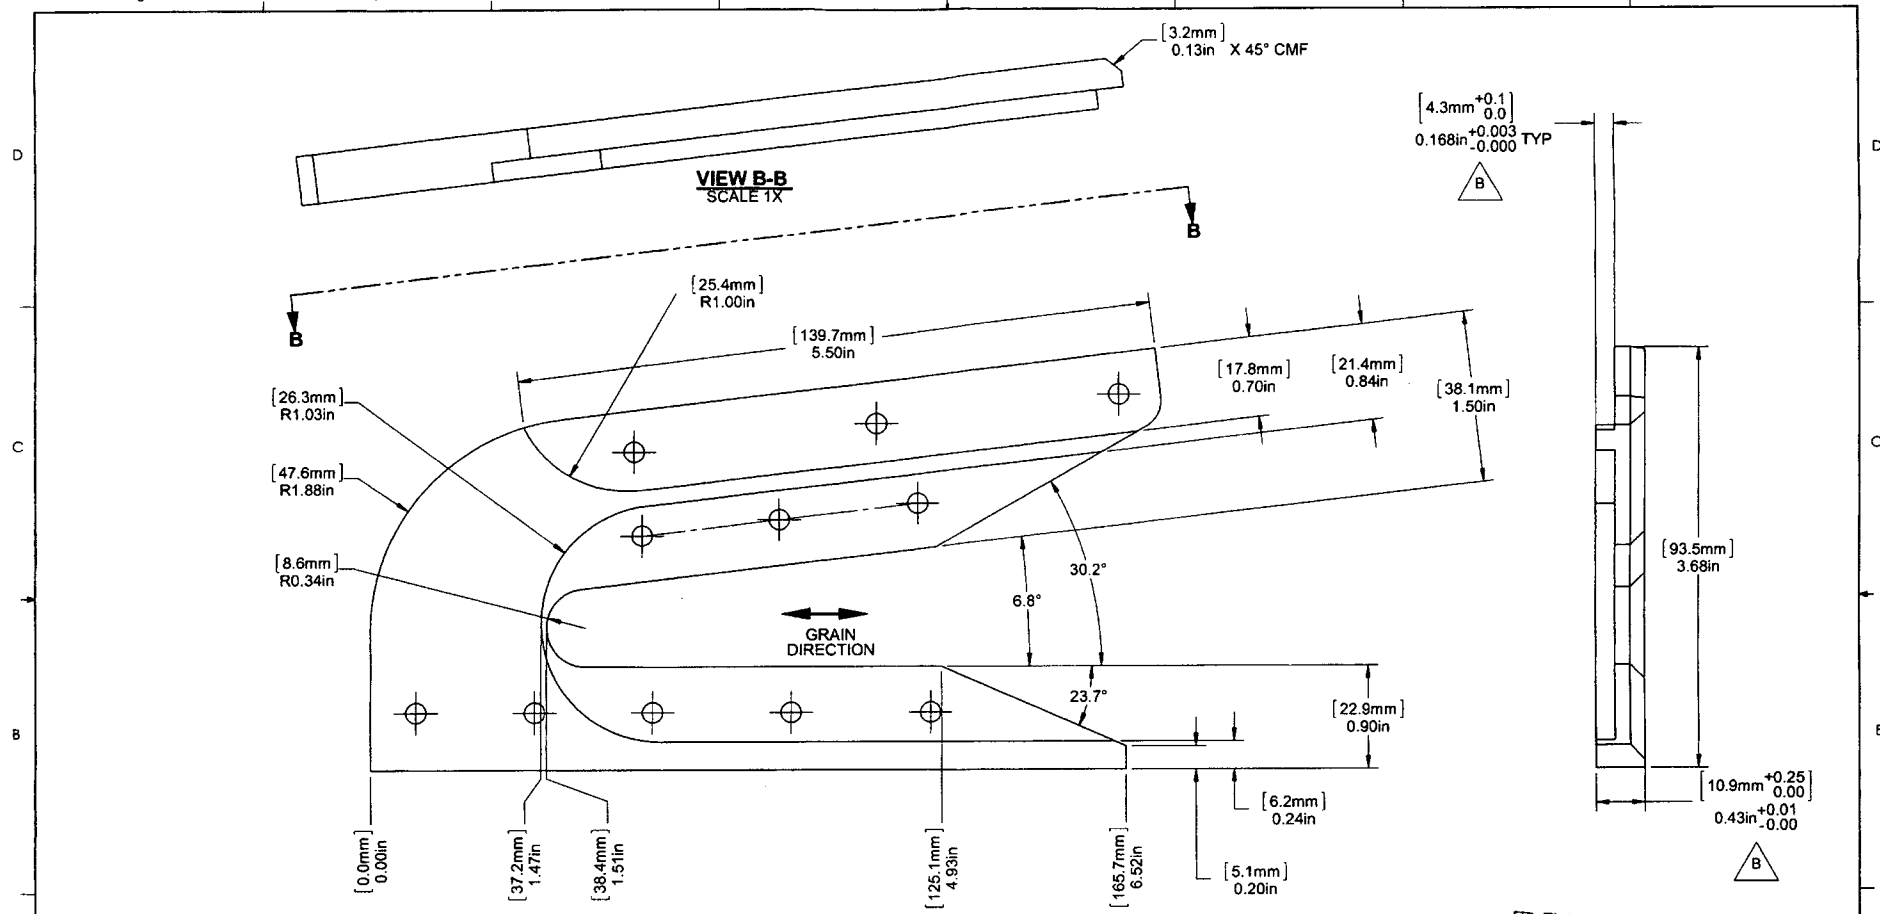 [3.2mm]
0.13in X 45° CMF
[4.3mm+0.1 0.0]
0.168in+0.003 -0.000 TYP
B
D
D
VIEW B-B
SCALE 1X
B
B
[25.4mm]
R1.00in
[139.7mm]
5.50in
[17.8mm]
0.70in
[21.4mm]
0.84in
[38.1mm]
1.50in
[26.3mm]
R1.03in
C
C
[47.6mm]
R1.88in
[8.6mm]
R0.34in
[93.5mm]
3.68in
30.2°
6.8°
GRAIN
DIRECTION
23.7°
[22.9mm]
0.90in
B
[10.9mm+0.25 0.00]
0.43in+0.01 -0.00
B
[6.2mm]
0.24in
[5.1mm]
0.20in
[0.0mm]
0.00in
[37.2mm]
1.47in
[38.4mm]
1.51in
[125.1mm]
4.93in
[165.7mm]
6.52in